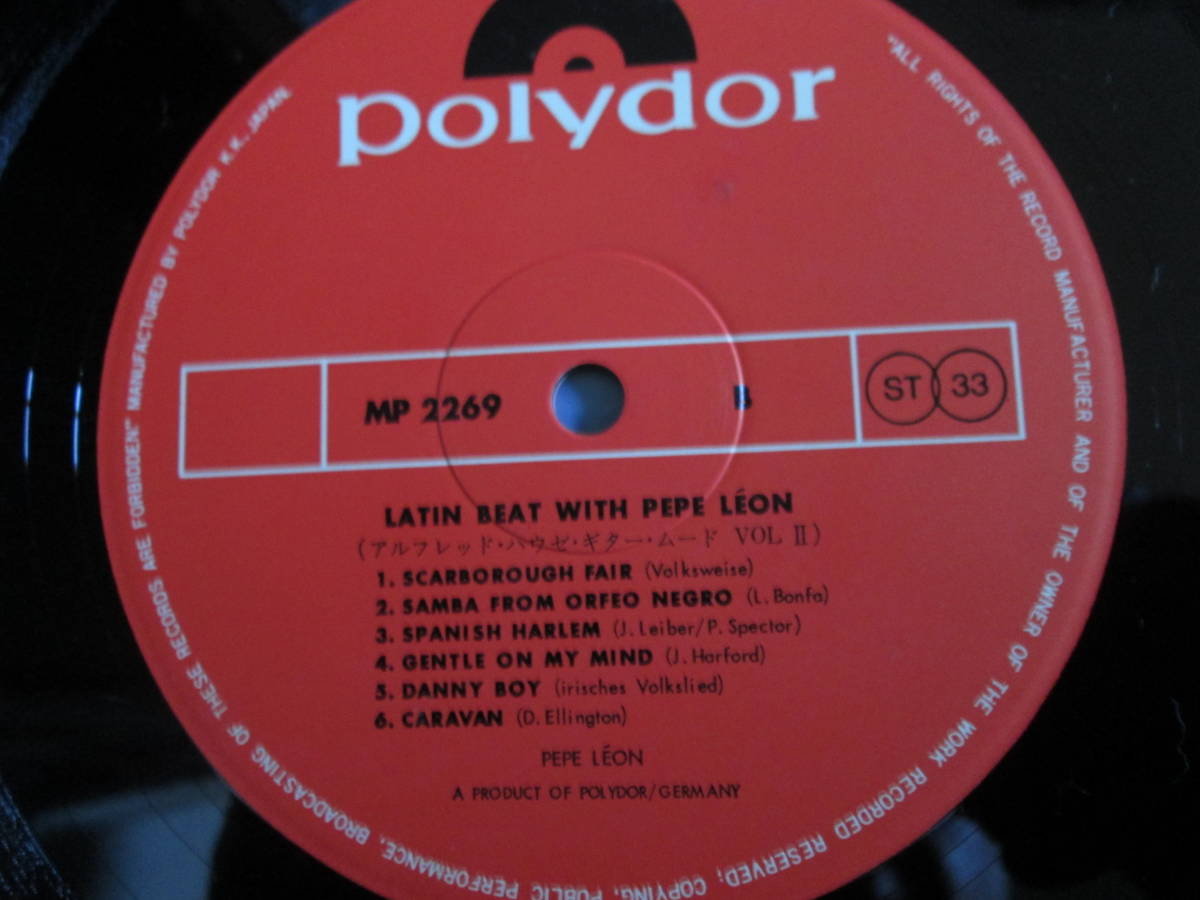 polydor
"ALL RIGHTS OF THE RECORD MANUFACTURER AND OF THE OWNER OF THE WORK RECORDED RESERVED; COPYING, PUBLIC PERFORMANCE, BROADCASTING OF THESE RECORDS ARE FORBIDDEN." MANUFACTURED BY POLYDOR K.K., JAPAN.
MP 2269 B ST 33
LATIN BEAT WITH PEPE LÉON
(アルフレッド・ハウゼ・ギター・ムード VOL II)
1. SCARBOROUGH FAIR (Volksweise)
2. SAMBA FROM ORFEO NEGRO (L. Bonfa)
3. SPANISH HARLEM (J. Leiber/P. Spector)
4. GENTLE ON MY MIND (J. Harford)
5. DANNY BOY (irisches Volkslied)
6. CARAVAN (D. Ellington)
PEPE LÉON
A PRODUCT OF POLYDOR/GERMANY